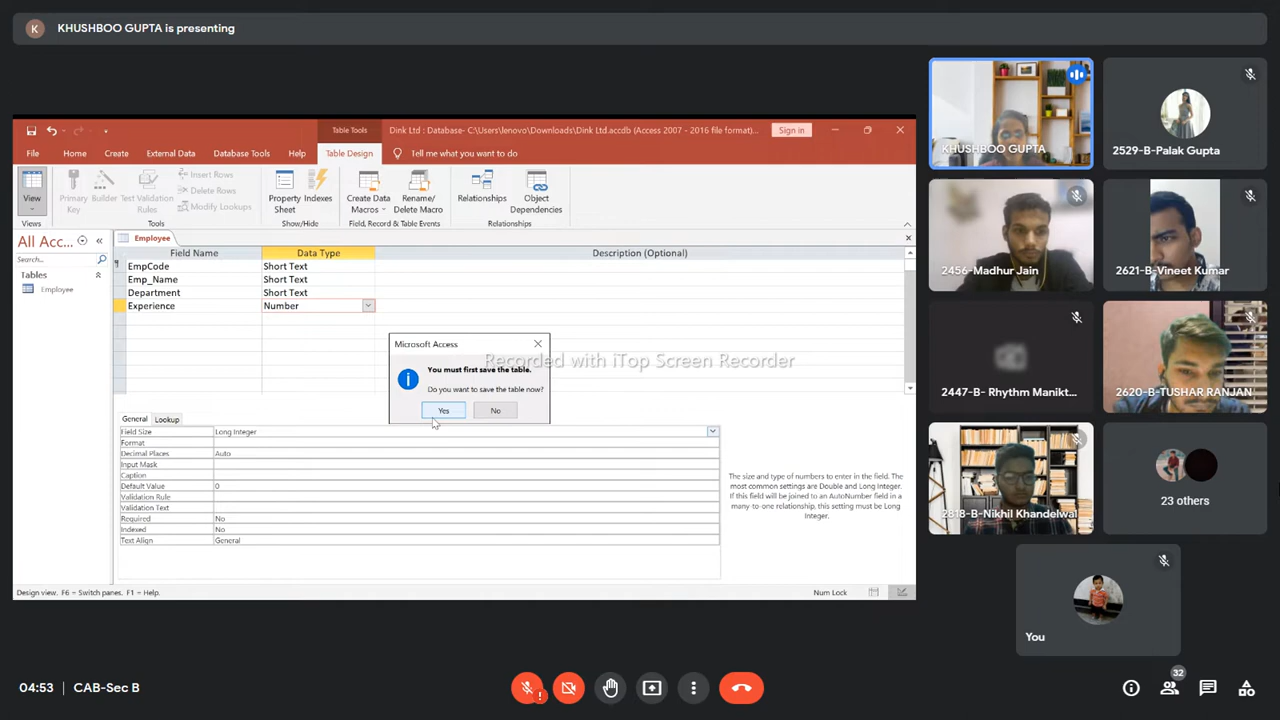 K KHUSHBOO GUPTA is presenting
Table Tools
Dink Ltd : Database- C:\Users\lenovo\Downloads\Dink Ltd.accdb (Access 2007 - 2016 file format)...
Sign in
File Home Create External Data Database Tools Help Table Design Tell me what you want to do
View
Primary Key
Builder
Test Validation Rules
Insert Rows
Delete Rows
Modify Lookups
Property Sheet
Indexes
Create Data Macros
Rename/ Delete Macro
Relationships
Object Dependencies
Views
Tools
Show/Hide
Field, Record & Table Events
Relationships
All Acc...
Search...
Tables
Employee
Employee
Field Name Data Type Description (Optional)
EmpCode Short Text
Emp_Name Short Text
Department Short Text
Experience Number
Microsoft Access
You must first save the table.
Do you want to save the table now?
Yes No
Recorded with iTop Screen Recorder
General Lookup
Field Size Long Integer
Format
Decimal Places Auto
Input Mask
Caption
Default Value 0
Validation Rule
Validation Text
Required No
Indexed No
Text Align General
The size and type of numbers to enter in the field. The
most common settings are Double and Long Integer.
If this field will be joined to an AutoNumber field in a
many-to-one relationship, this setting must be Long
Integer.
Design view. F6 = Switch panes. F1 = Help.
Num Lock
KHUSHBOO GUPTA
2529-B-Palak Gupta
2456-Madhur Jain
2621-B-Vineet Kumar
2447-B- Rhythm Manikt...
2620-B-TUSHAR RANJAN
2818-B-Nikhil Khandelwal
23 others
You
04:53 | CAB-Sec B
32